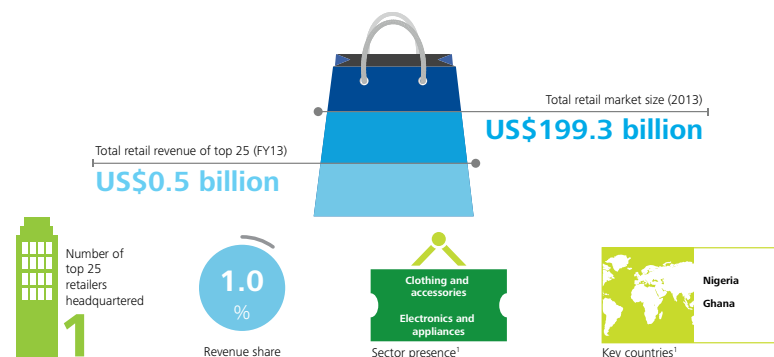 Total retail market size (2013)
US$199.3 billion
Total retail revenue of top 25 (FY13)
US$0.5 billion
Number of
top 25
retailers
headquartered
1
1.0
%
Revenue share
Clothing and
accessories
Electronics and
appliances
Sector presence¹
Nigeria
Ghana
Key countries¹